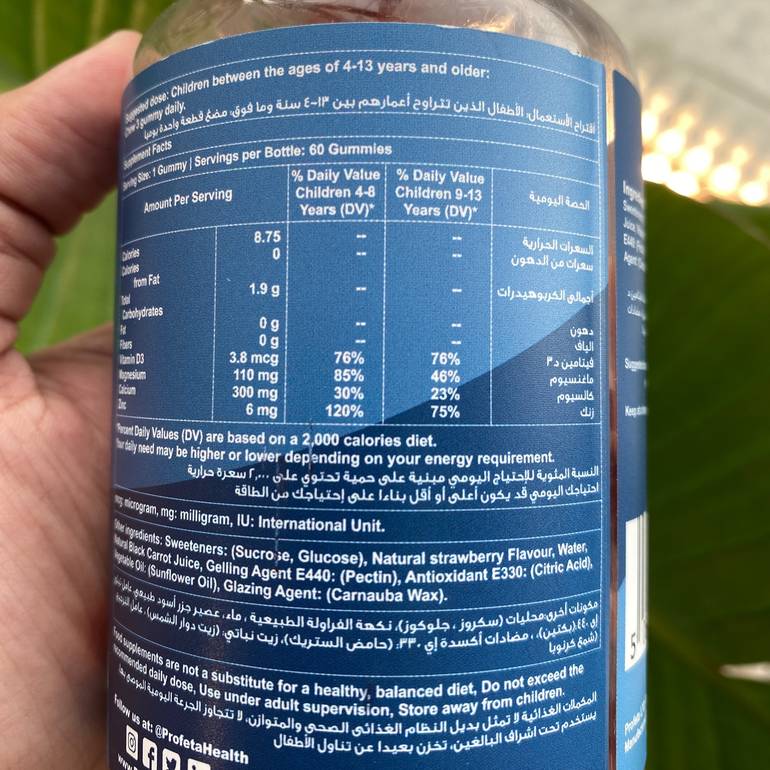 Suggested dose: Children between the ages of 4-13 years and older:
Chew 3 gummy daily.
اقتراح الاستعمال: الأطفال الذين تتراوح أعمارهم بين ١٣-٤ سنة وما فوق، مضغ قطعة واحدة يوميا
Supplement Facts
Serving Size: 1 Gummy | Servings per Bottle: 60 Gummies
Amount Per Serving
% Daily Value Children 4-8 Years (DV)*
% Daily Value Children 9-13 Years (DV)*
الحصة اليومية
Calories 8.75 -- -- السعرات الحرارية
Calories from Fat 0 -- -- سعرات من الدهون
Total Carbohydrates 1.9 g -- -- أجمالي الكربوهيدرات
Fat 0 g -- -- دهون
Fibers 0 g -- -- الياف
Vitamin D3 3.8 mcg 76% 76% فيتامين د٣
Magnesium 110 mg 85% 46% ماغنسيوم
Calcium 300 mg 30% 23% كالسيوم
Zinc 6 mg 120% 75% زنك
*Percent Daily Values (DV) are based on a 2,000 calories diet.
Your daily need may be higher or lower depending on your energy requirement.
النسبة المئوية للإحتياج اليومي مبنية على حمية تحتوي على ٢,٠٠٠ سعرة حرارية
احتياجك اليومي قد يكون أعلى أو أقل بناءا على إحتياجك من الطاقة
mcg: microgram, mg: milligram, IU: International Unit.
Other ingredients: Sweeteners: (Sucrose, Glucose), Natural strawberry Flavour, Water,
Natural Black Carrot Juice, Gelling Agent E440: (Pectin), Antioxidant E330: (Citric Acid),
Vegetable Oil: (Sunflower Oil), Glazing Agent: (Carnauba Wax).
مكونات أخرى:محليات (سكروز ، جلوكوز)، نكهة الفراولة الطبيعية ، ماء، عصير جزر أسود طبيعي، عامل
إي ٤٤٠ (بكتين)، مضادات أكسدة إي ٣٣٠: (حامض الستريك)، زيت نباتي (زيت دوار الشمس)، عامل
(شمع كرنوبا
Food supplements are not a substitute for a healthy, balanced diet, Do not exceed the
recommended daily dose, Use under adult supervision, Store away from children.
المكملات الغذائية لا تمثل بديل النظام الغذائي الصحي والمتوازن، لا تتجاوز الجرعة اليومية الموصى بها
يستخدم تحت اشراف البالغين، تخزن بعيدا عن تناول الأطفال
Follow us at: @ProfetaHealth
5